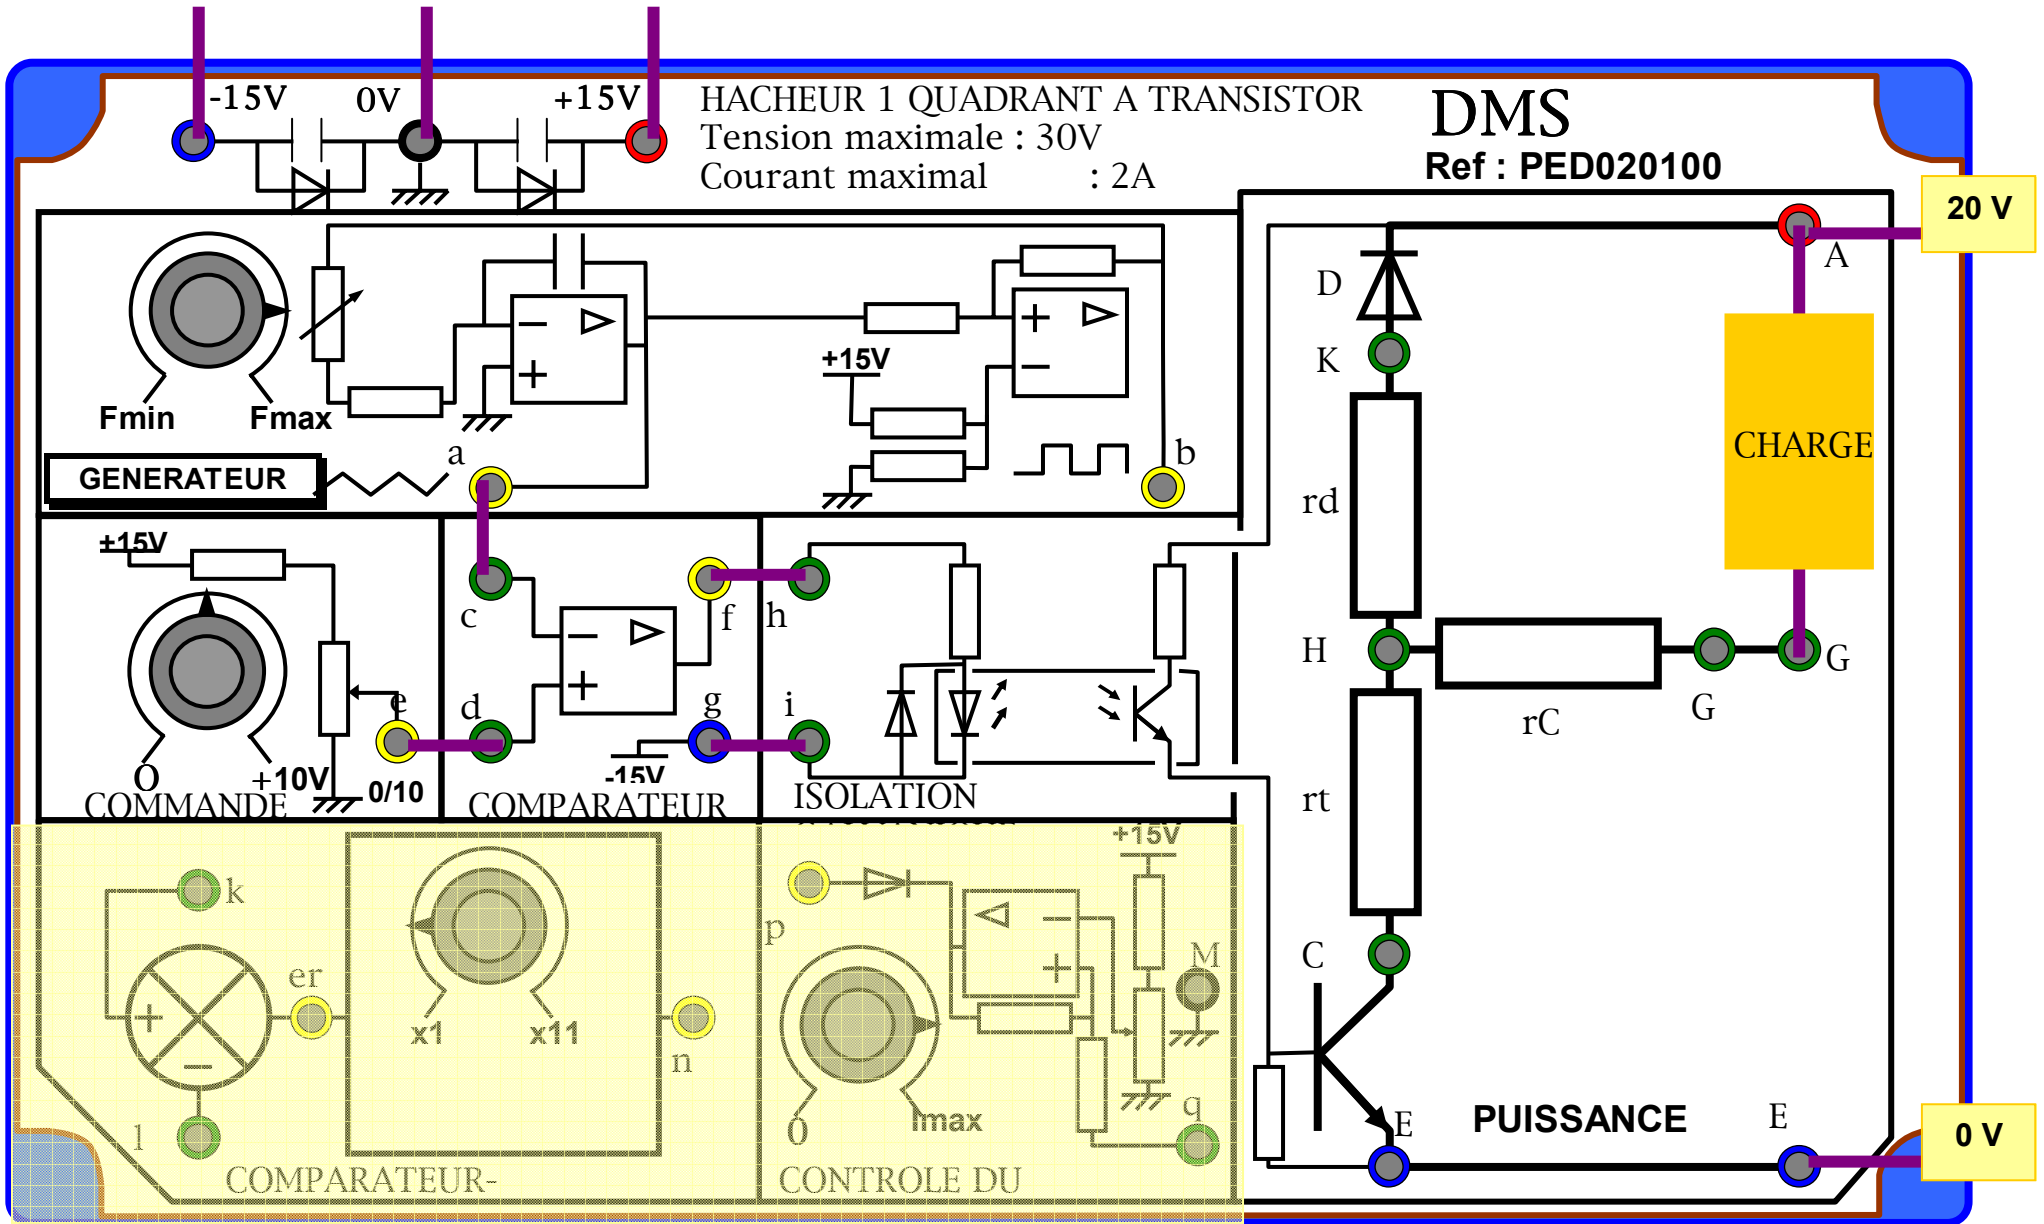 -15V
0V
+15V
HACHEUR 1 QUADRANT A TRANSISTOR
Tension maximale : 30V
Courant maximal : 2A
DMS
Ref : PED020100
20 V
A
D
K
+15V
Fmin
Fmax
CHARGE
a
b
GENERATEUR
rd
+15V
c
f
h
H
G
e
d
g
i
rC
G
O
+10V
0/10
-15V
rt
COMMANDE
COMPARATEUR
ISOLATION
+15V
k
p
er
M
C
+
−
x1
x11
n
l
O
Imax
q
E
PUISSANCE
E
0 V
COMPARATEUR-
CONTROLE DU